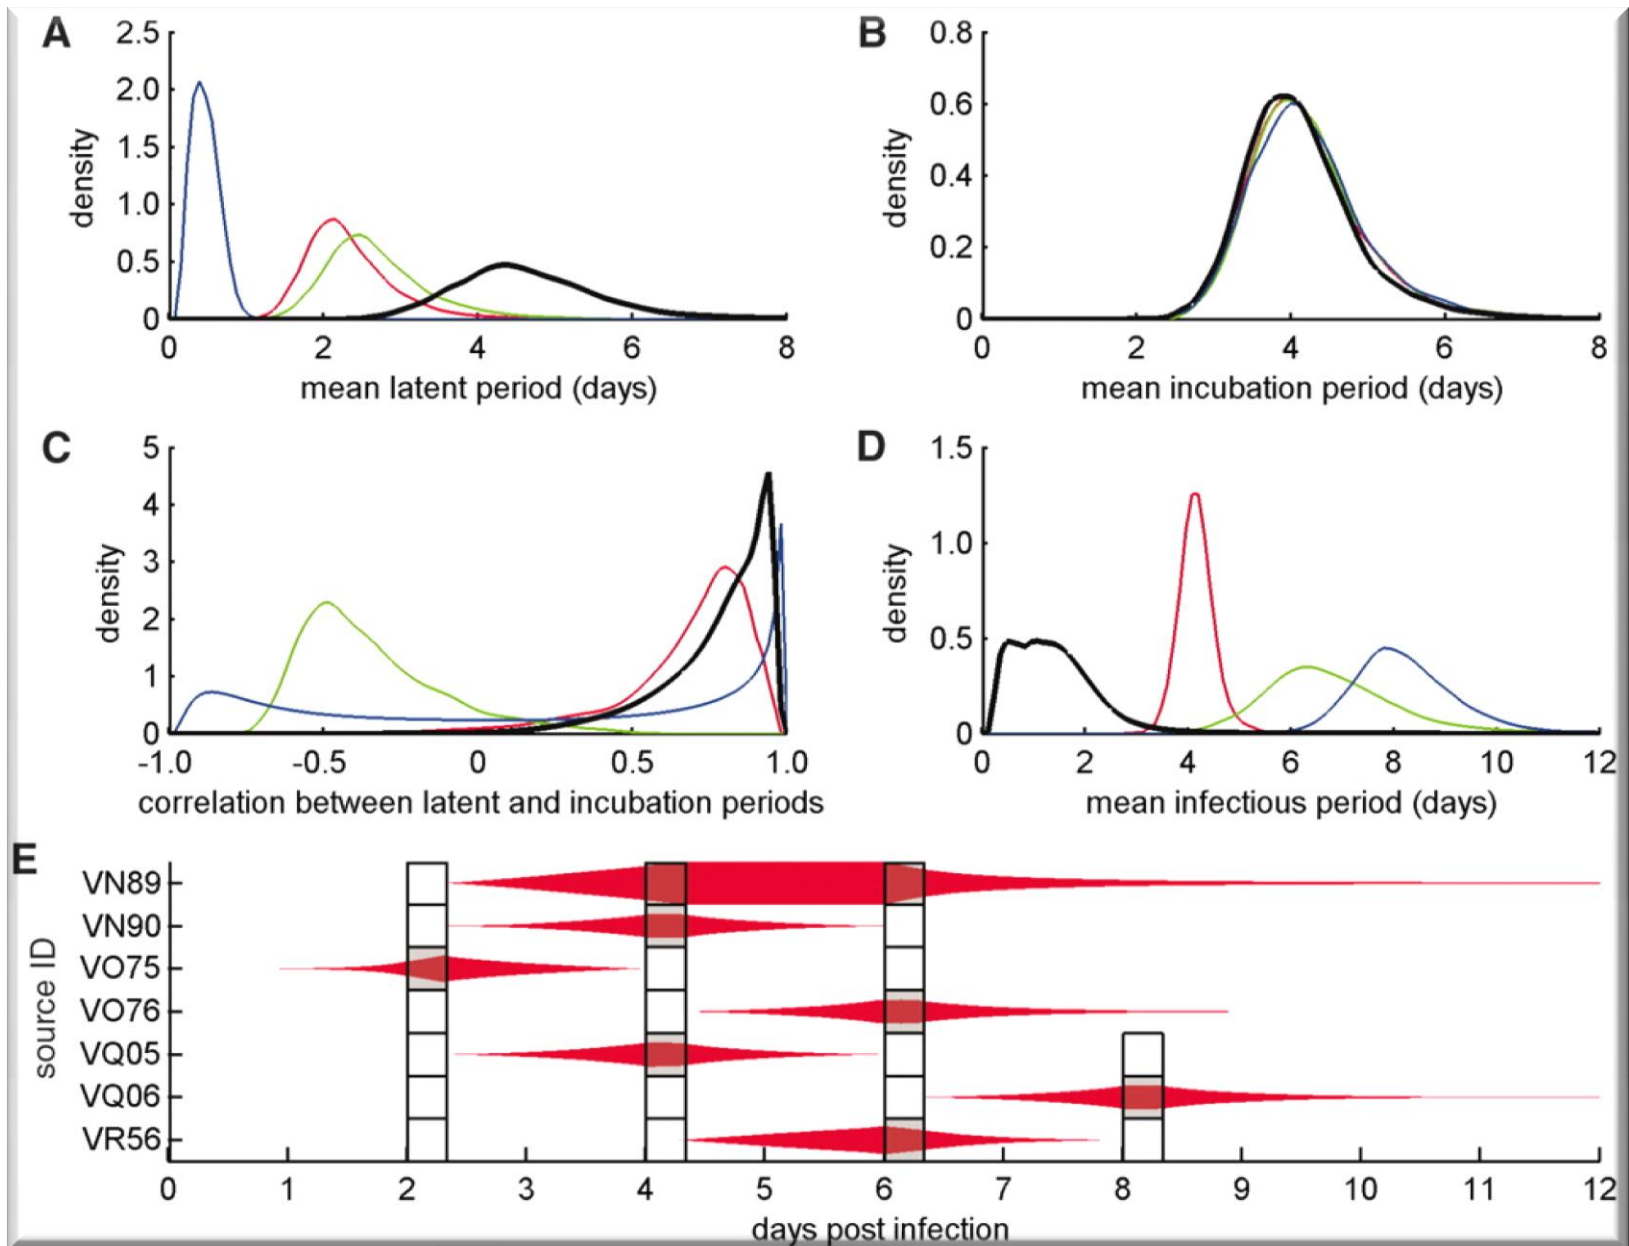 A
B
2.5
2.0
1.5
1.0
0.5
0
density
0 2 4 6 8
mean latent period (days)
0.8
0.6
0.4
0.2
0
density
0 2 4 6 8
mean incubation period (days)
C
D
5
4
3
2
1
0
density
-1.0 -0.5 0 0.5 1.0
correlation between latent and incubation periods
1.5
1.0
0.5
0
density
0 2 4 6 8 10 12
mean infectious period (days)
E
source ID
VN89
VN90
VO75
VO76
VQ05
VQ06
VR56
0 1 2 3 4 5 6 7 8 9 10 11 12
days post infection